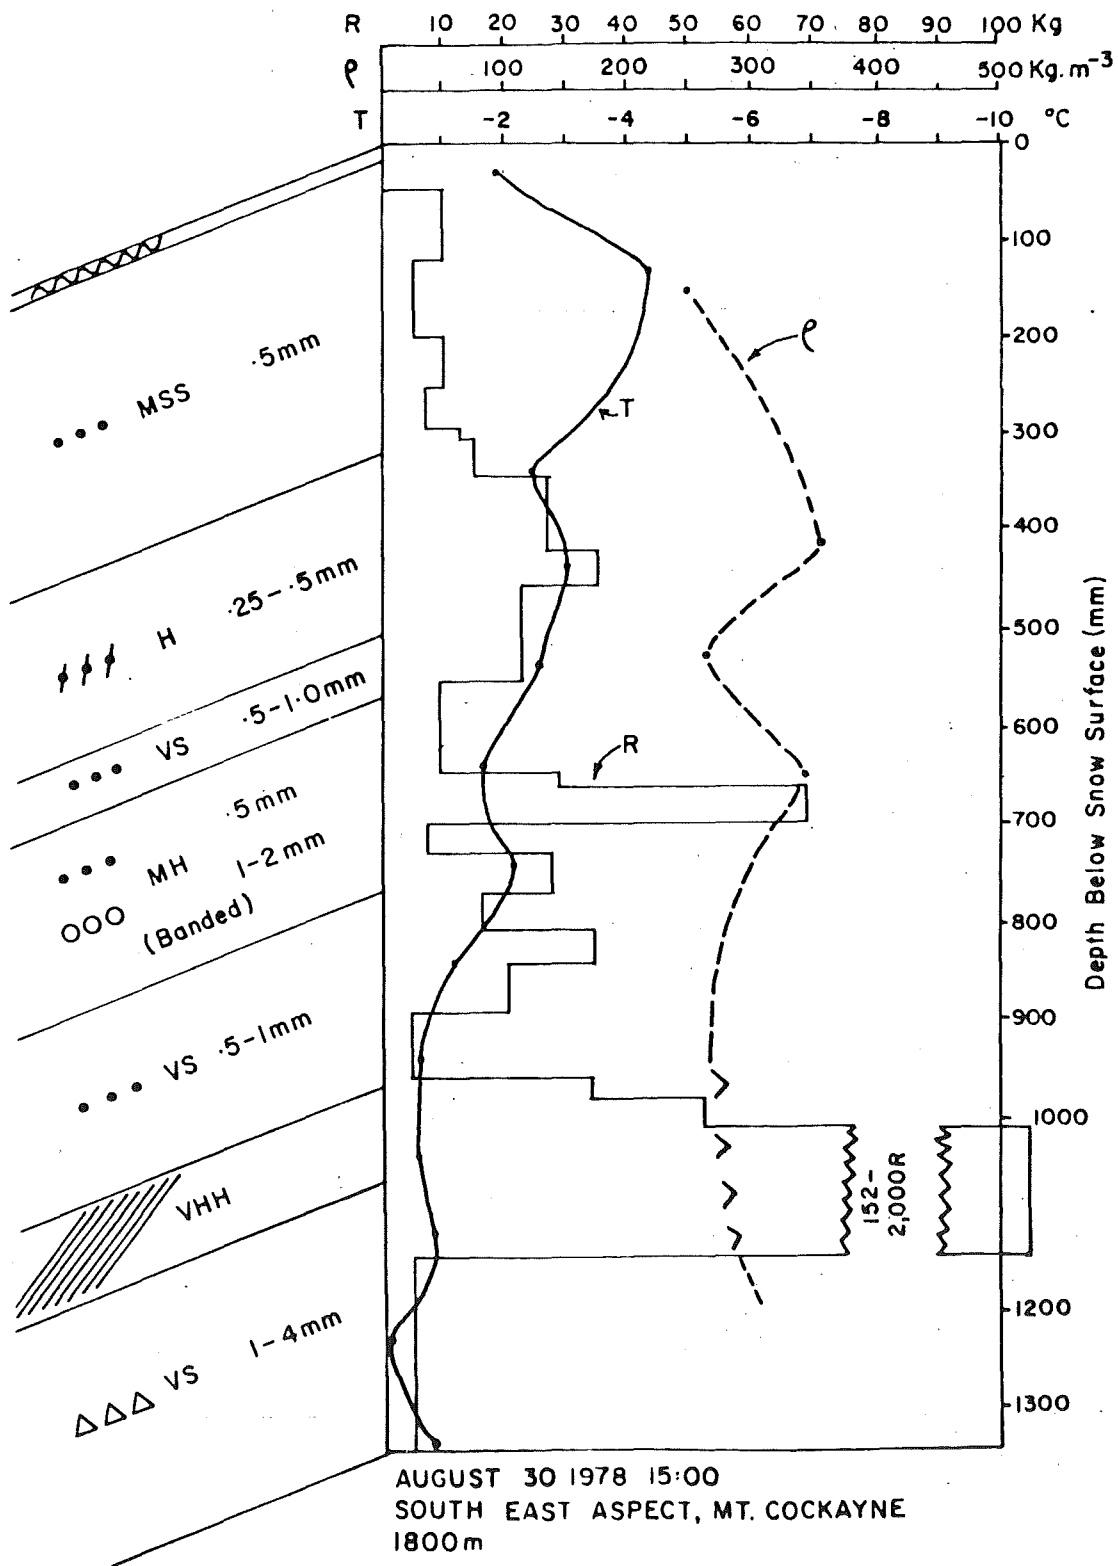 R 10 20 30 40 50 60 70 80 90 100 Kg
ρ 100 200 300 400 500 Kg. m⁻³
T -2 -4 -6 -8 -10 °C
0
100
200
300
400
500
600
700
800
900
1000
1200
1300
Depth Below Snow Surface (mm)
MSS ·5mm
H ·25-·5mm
VS ·5-1·0mm
·5mm
MH 1-2mm
(Banded)
VS ·5-1mm
VHH
VS 1-4mm
T
ρ
R
152-
2,000R
AUGUST 30 1978 15:00
SOUTH EAST ASPECT, MT. COCKAYNE
1800m